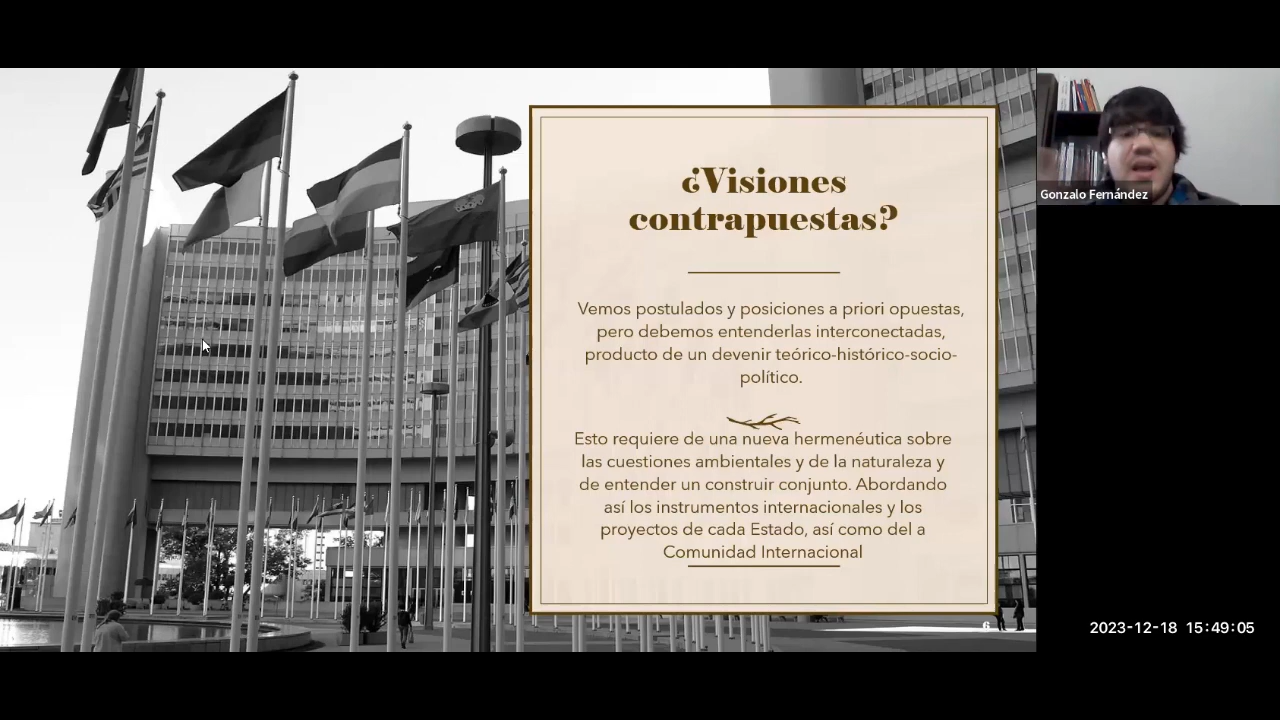 ¿Visiones
contrapuestas?
Vemos postulados y posiciones a priori opuestas,
pero debemos entenderlas interconectadas,
producto de un devenir teórico-histórico-socio-
político.
Esto requiere de una nueva hermenéutica sobre
las cuestiones ambientales y de la naturaleza y
de entender un construir conjunto. Abordando
así los instrumentos internacionales y los
proyectos de cada Estado, así como del a
Comunidad Internacional
6
Gonzalo Fernández
2023-12-18 15:49:05